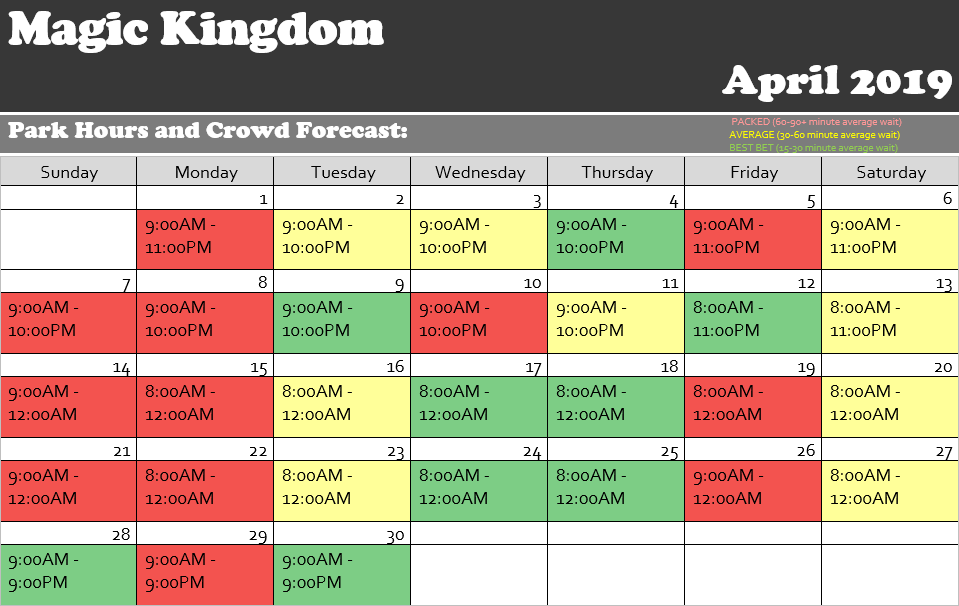 Magic Kingdom
April 2019
Park Hours and Crowd Forecast:
PACKED (60-90+ minute average wait)
AVERAGE (30-60 minute average wait)
BEST BET (15-30 minute average wait)
Sunday Monday Tuesday Wednesday Thursday Friday Saturday
1 2 3 4 5 6
9:00AM - 9:00AM - 9:00AM - 9:00AM - 9:00AM - 9:00AM -
11:00PM 10:00PM 10:00PM 10:00PM 11:00PM 11:00PM
7 8 9 10 11 12 13
9:00AM - 9:00AM - 9:00AM - 9:00AM - 9:00AM - 8:00AM - 8:00AM -
10:00PM 10:00PM 10:00PM 10:00PM 10:00PM 11:00PM 11:00PM
14 15 16 17 18 19 20
9:00AM - 8:00AM - 8:00AM - 8:00AM - 8:00AM - 8:00AM - 8:00AM -
12:00AM 12:00AM 12:00AM 12:00AM 12:00AM 12:00AM 12:00AM
21 22 23 24 25 26 27
9:00AM - 8:00AM - 8:00AM - 8:00AM - 8:00AM - 9:00AM - 8:00AM -
12:00AM 12:00AM 12:00AM 12:00AM 12:00AM 12:00AM 12:00AM
28 29 30
9:00AM - 9:00AM - 9:00AM -
9:00PM 9:00PM 9:00PM